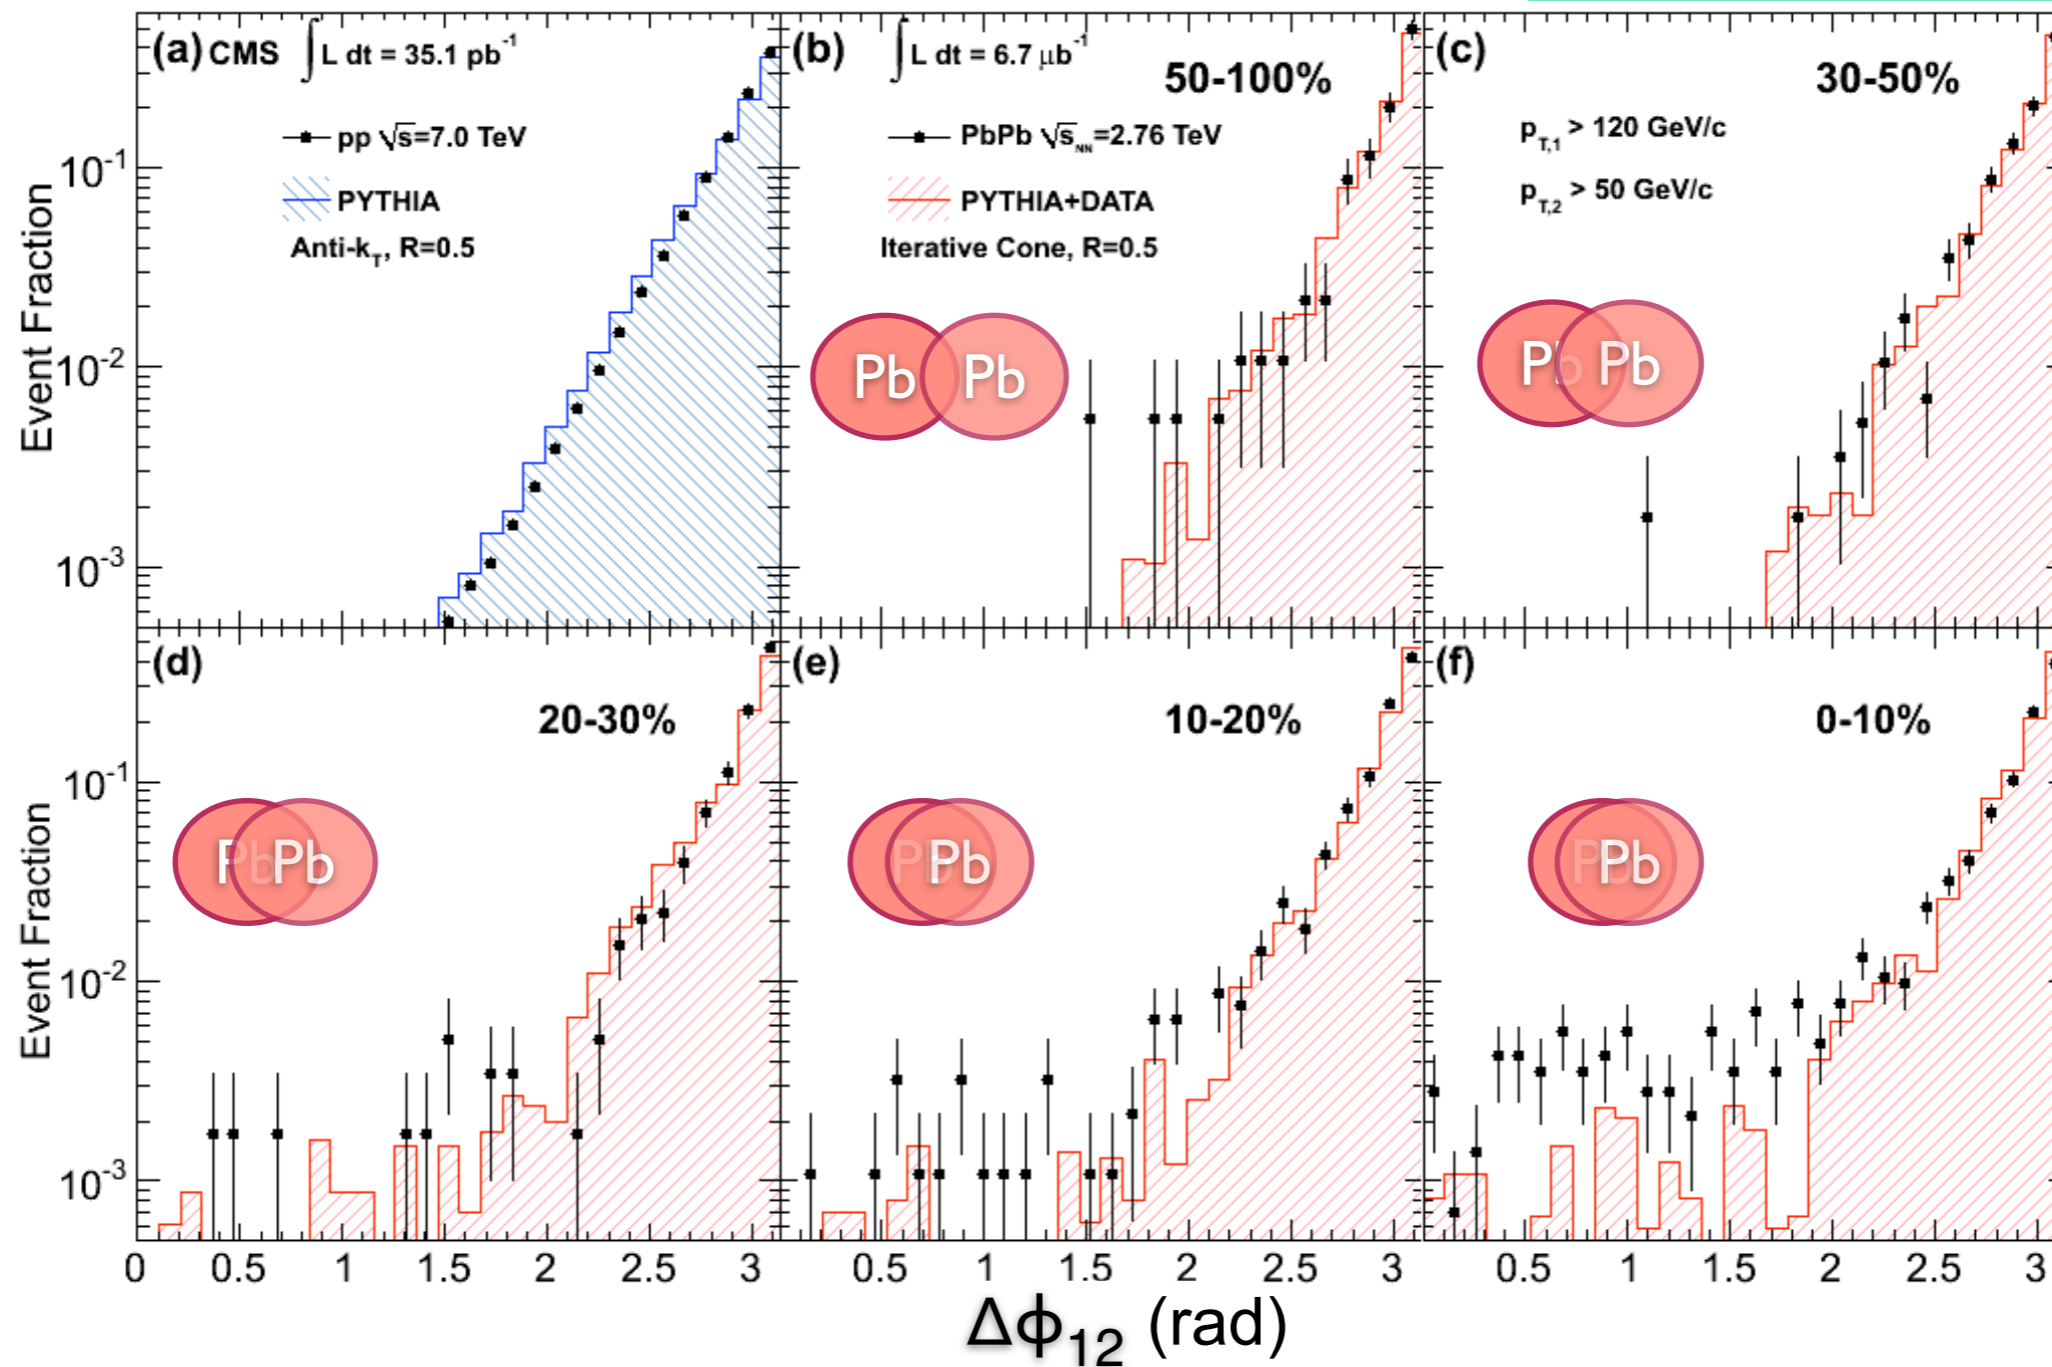 (a) CMS ∫ L dt = 35.1 pb⁻¹
pp √s=7.0 TeV
PYTHIA
Anti-k_T, R=0.5
Event Fraction
10⁻¹
10⁻²
10⁻³
(b) ∫ L dt = 6.7 μb⁻¹
50-100%
PbPb √s_NN=2.76 TeV
PYTHIA+DATA
Iterative Cone, R=0.5
Pb Pb
(c)
30-50%
p_T,1 > 120 GeV/c
p_T,2 > 50 GeV/c
Pb Pb
(d)
20-30%
Event Fraction
10⁻¹
10⁻²
10⁻³
Pb Pb
(e)
10-20%
Pb Pb
(f)
0-10%
Pb Pb
0 0.5 1 1.5 2 2.5 3
0.5 1 1.5 2 2.5 3
0.5 1 1.5 2 2.5 3
Δϕ₁₂ (rad)